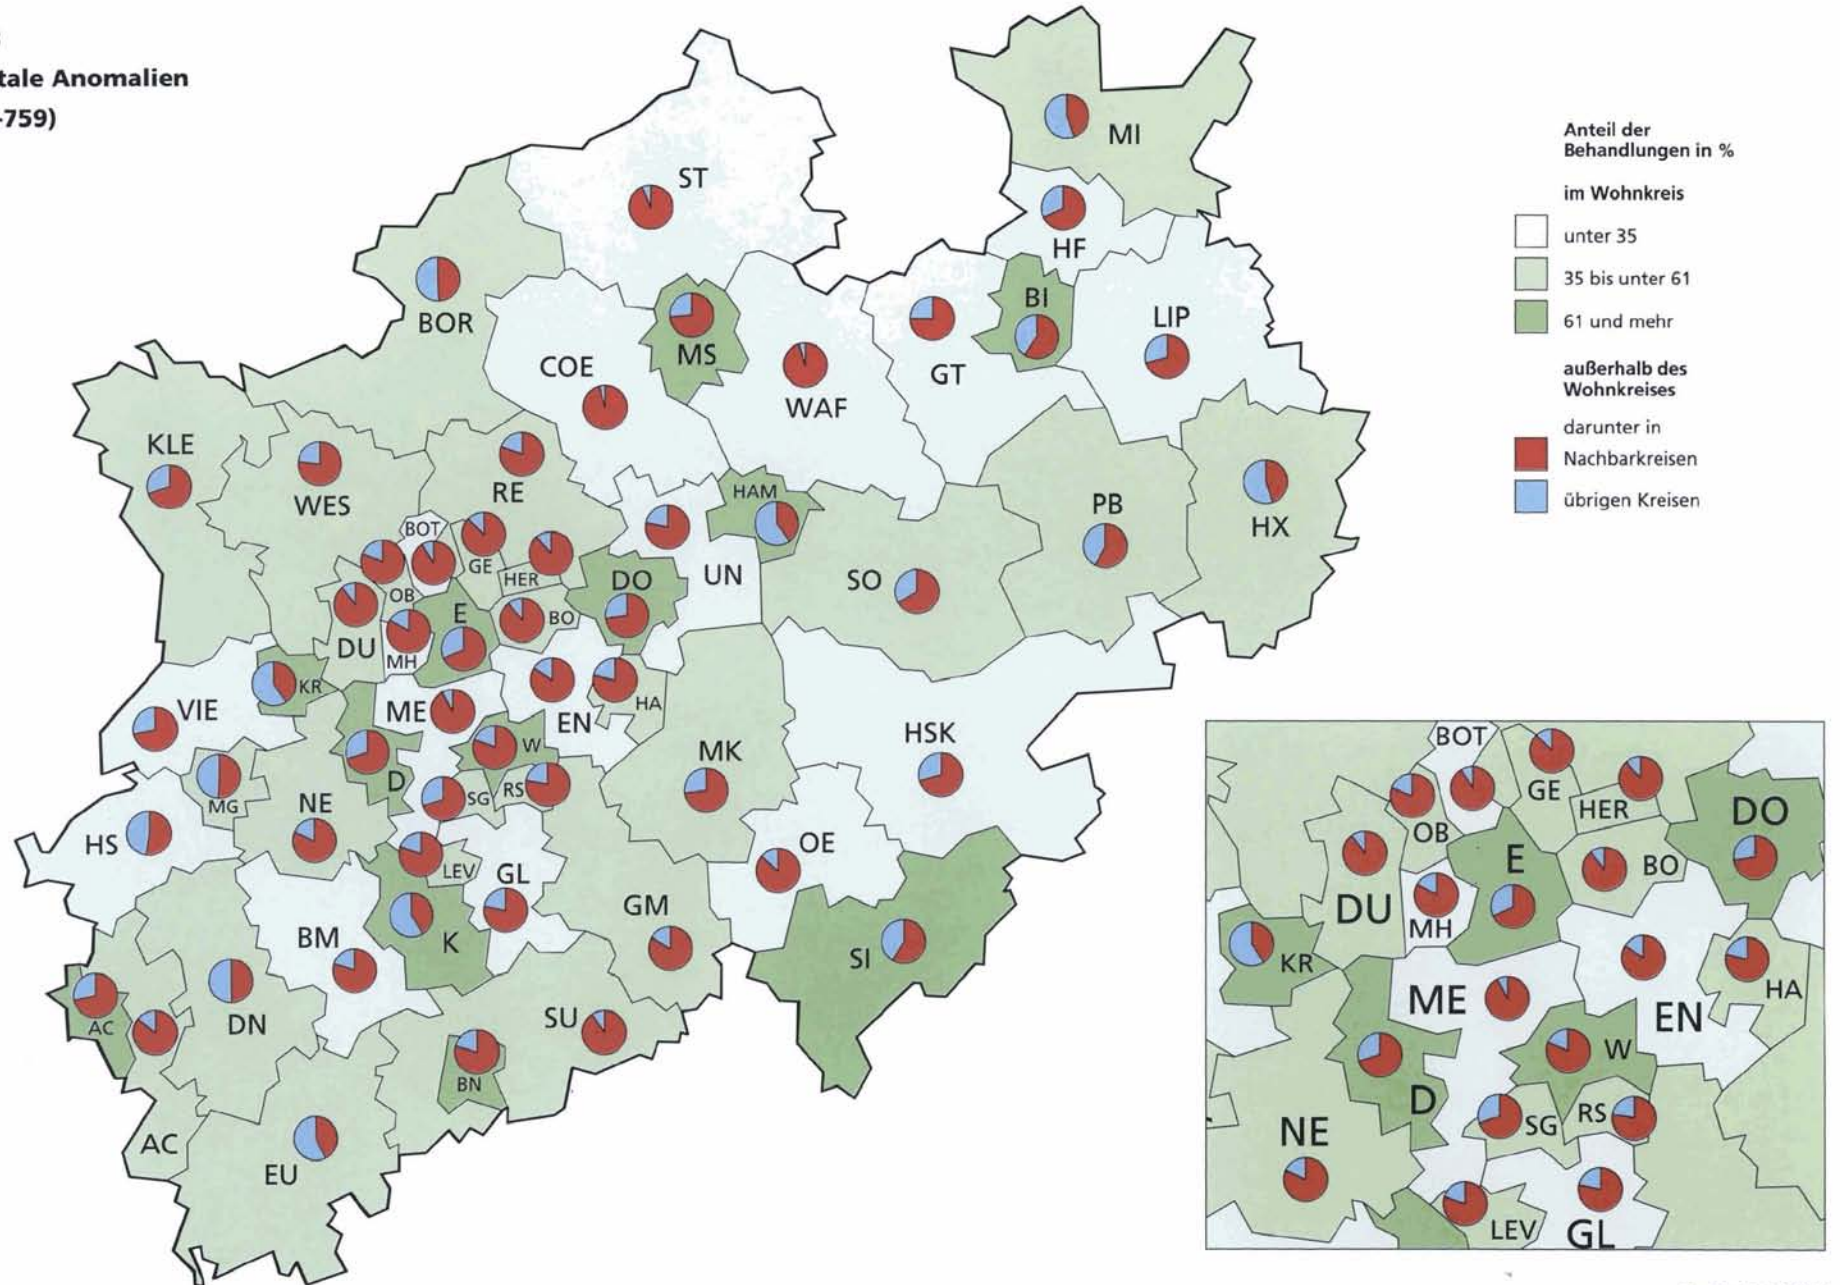 tale Anomalien
-759)
Anteil der
Behandlungen in %
im Wohnkreis
unter 35
35 bis unter 61
61 und mehr
außerhalb des
Wohnkreises
darunter in
Nachbarkreisen
übrigen Kreisen
MI
ST
HF
BOR
BI
LIP
MS
COE
GT
WAF
KLE
WES
RE
HAM
PB
HX
BOT
GE
HER
OB
DO
UN
SO
E
BO
DU
MH
KR
VIE
ME
EN
HA
HSK
W
MK
D
MG
NE
SG
RS
HS
OE
LEV
GL
GM
BM
K
SI
AC
DN
SU
BN
AC
EU
BOT
GE
HER
DO
OB
E
BO
DU
MH
KR
HA
ME
EN
W
D
SG
RS
NE
LEV
GL